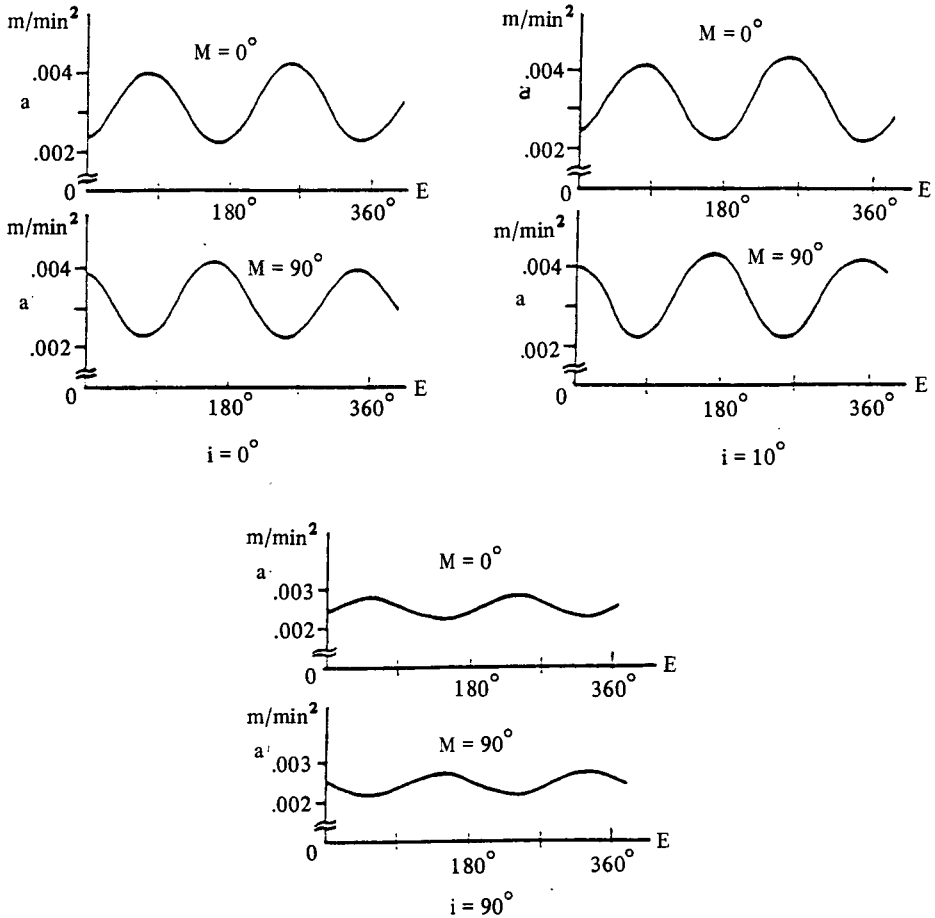 m/min²
M = 0°
.004
a
.002
0
180°
360°
E
m/min²
M = 90°
.004
a
.002
0
180°
360°
E
i = 0°
m/min²
M = 0°
.004
a
.002
0
180°
360°
E
m/min²
M = 90°
.004
a
.002
0
180°
360°
E
i = 10°
m/min²
M = 0°
a
.003
.002
0
180°
360°
E
m/min²
M = 90°
a
.003
.002
0
180°
360°
E
i = 90°